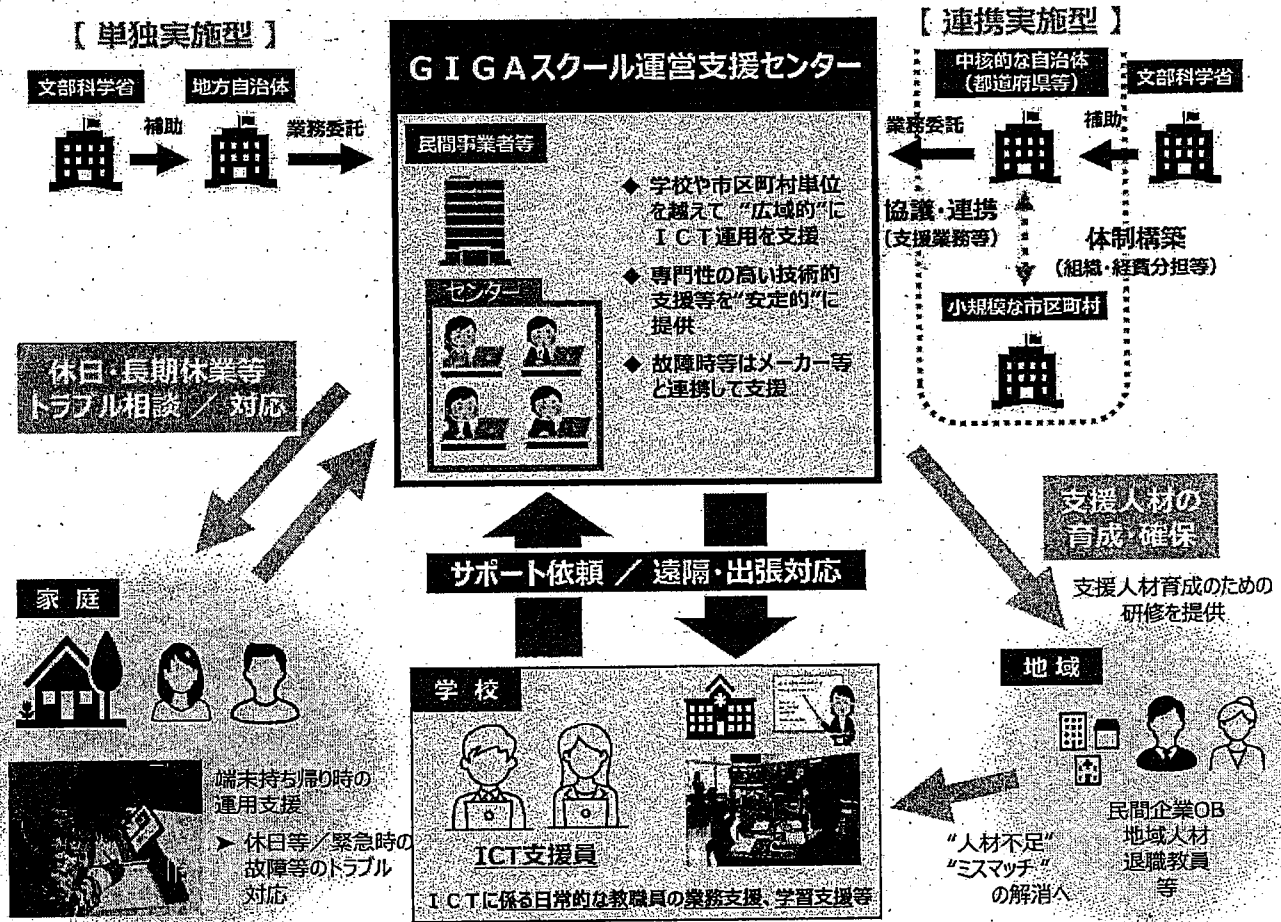 【 単独実施型 】
文部科学省
地方自治体
補助
業務委託
GIGAスクール運営支援センター
民間事業者等
センター
◆ 学校や市区町村単位
を越えて “広域的”に
ICT運用を支援
◆ 専門性の高い技術的
支援等を“安定的”に
提供
◆ 故障時等はメーカー等
と連携して支援
【 連携実施型 】
中核的な自治体
(都道府県等)
文部科学省
業務委託
補助
協議・連携
(支援業務等)
体制構築
(組織・経費分担等)
小規模な市区町村
休日・長期休業等
トラブル相談 / 対応
サポート依頼 / 遠隔・出張対応
支援人材の
育成・確保
支援人材育成のための
研修を提供
家庭
端末持ち帰り時の
運用支援
➤ 休日等/緊急時の
故障等のトラブル
対応
学校
ICT支援員
ICTに係る日常的な教職員の業務支援、学習支援等
地域
民間企業OB
地域人材
退職教員
等
“人材不足”
“ミスマッチ”
の解消へ